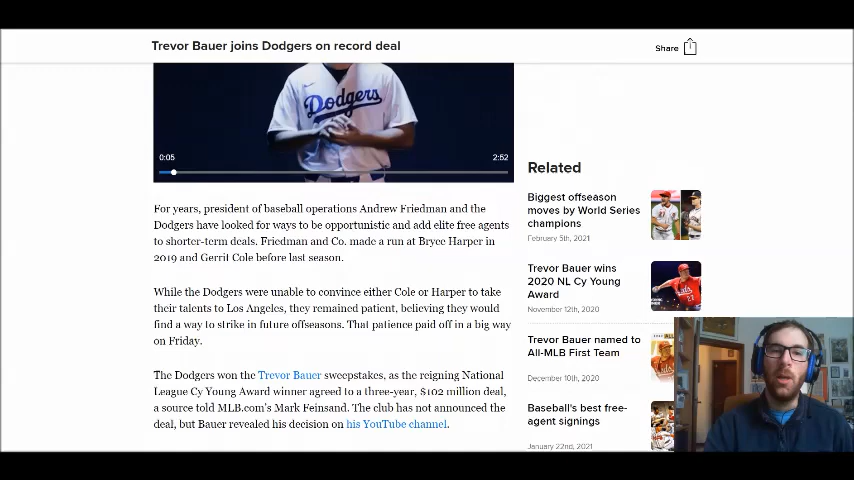 Trevor Bauer joins Dodgers on record deal
Share
Dodgers
0:05
2:52
For years, president of baseball operations Andrew Friedman and the
Dodgers have looked for ways to be opportunistic and add elite free agents
to shorter-term deals. Friedman and Co. made a run at Bryce Harper in
2019 and Gerrit Cole before last season.
While the Dodgers were unable to convince either Cole or Harper to take
their talents to Los Angeles, they remained patient, believing they would
find a way to strike in future offseasons. That patience paid off in a big way
on Friday.
The Dodgers won the Trevor Bauer sweepstakes, as the reigning National
League Cy Young Award winner agreed to a three-year, $102 million deal,
a source told MLB.com's Mark Feinsand. The club has not announced the
deal, but Bauer revealed his decision on his YouTube channel.
Related
Biggest offseason
moves by World Series
champions
February 5th, 2021
Trevor Bauer wins
2020 NL Cy Young
Award
November 12th, 2020
Trevor Bauer named to
All-MLB First Team
December 10th, 2020
Baseball's best free-
agent signings
January 22nd, 2021